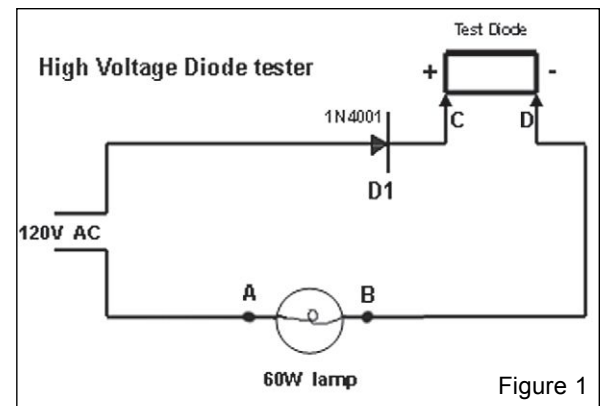 Test Diode
High Voltage Diode tester
+ -
1N4001
C D
D1
120V AC
A B
60W lamp
Figure 1